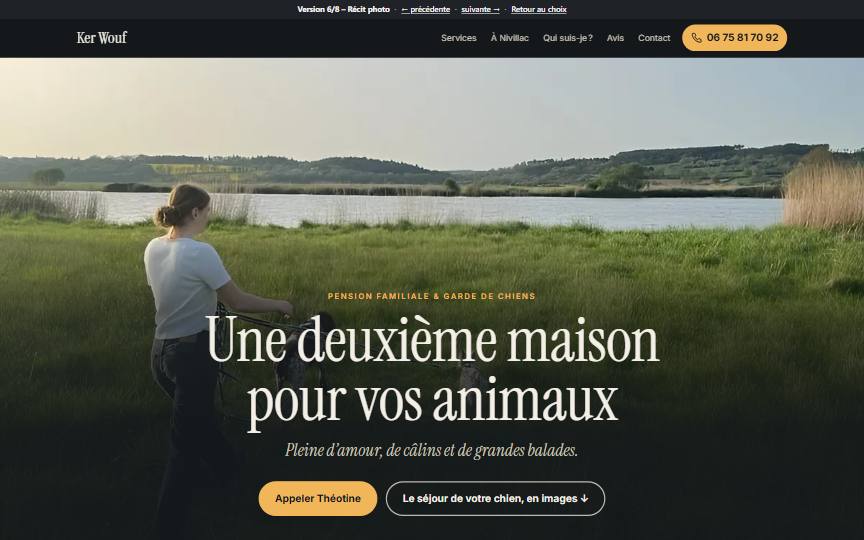 Version 6/8 – Récit photo · ← précédente · suivante → · Retour au choix
Ker Wouf
Services À Nivillac Qui suis-je ? Avis Contact 06 75 81 70 92
PENSION FAMILIALE & GARDE DE CHIENS
Une deuxième maison
pour vos animaux
Pleine d’amour, de câlins et de grandes balades.
Appeler Théotine Le séjour de votre chien, en images ↓